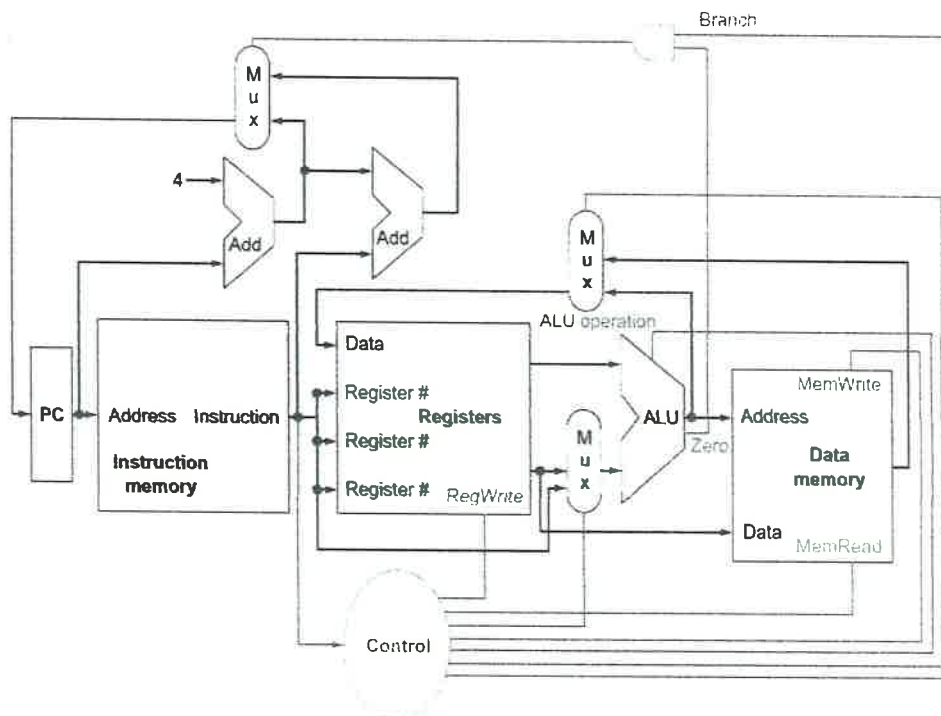 Branch
M
u
x
4
Add
Add
M
u
x
ALU operation
Data
Register #
Registers
Register #
Register #
RegWrite
PC
Address Instruction
Instruction
memory
M
u
x
ALU
Zero
MemWrite
Address
Data
memory
Data
MemRead
Control